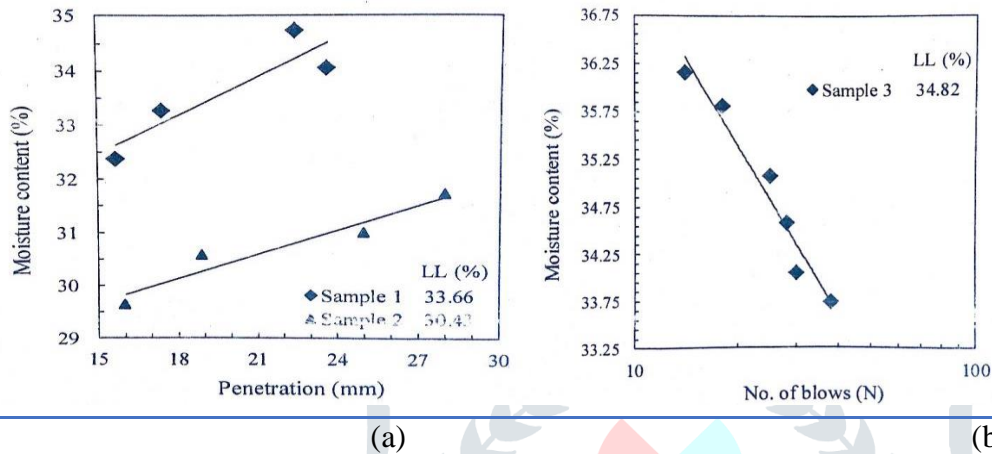 35
34
33
32
31
30
29
Moisture content (%)
LL (%)
Sample 1 33.66
Sample 2 30.43
15 18 21 24 27 30
Penetration (mm)
(a)
36.75
36.25
35.75
35.25
34.75
34.25
33.75
33.25
Moisture content (%)
LL (%)
Sample 3 34.82
10 100
No. of blows (N)
(b